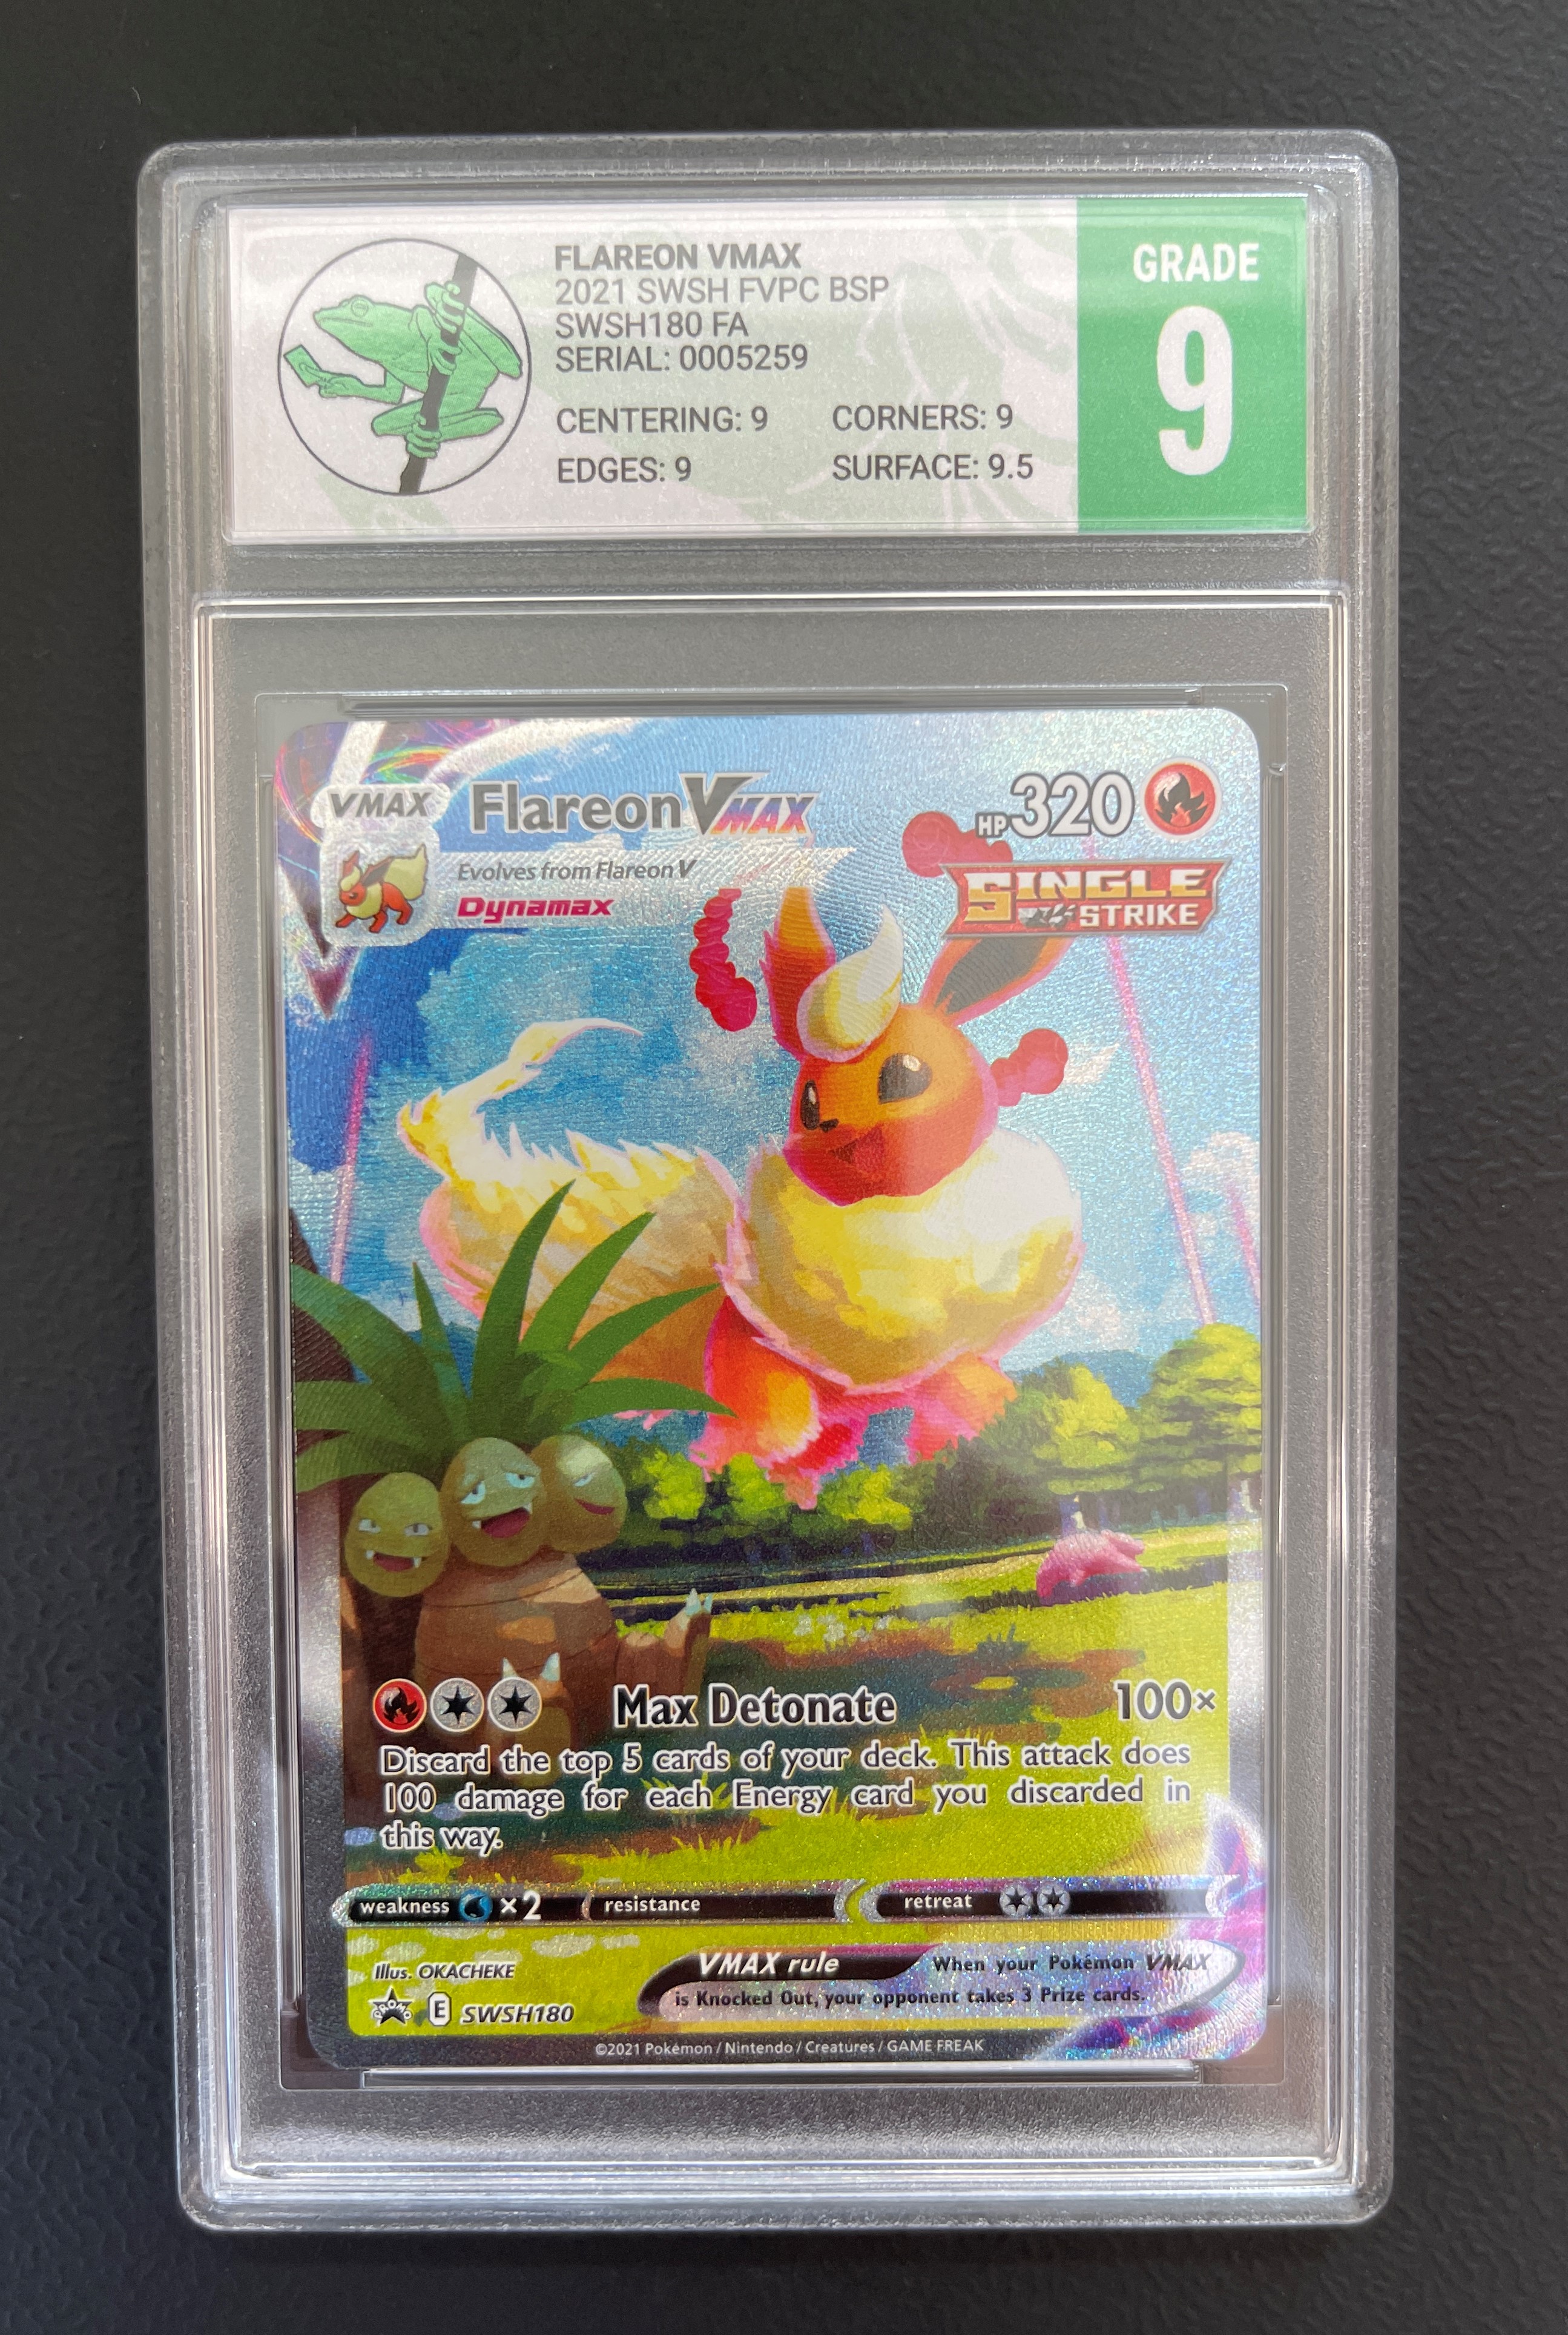 FLAREON VMAX
2021 SWSH FVPC BSP
SWSH180 FA
SERIAL: 0005259
CENTERING: 9 CORNERS: 9
EDGES: 9 SURFACE: 9.5
GRADE
9
VMAX Flareon VMAX HP 320
Evolves from Flareon V
Dynamax
SINGLE
STRIKE
Max Detonate 100×
Discard the top 5 cards of your deck. This attack does
100 damage for each Energy card you discarded in
this way.
weakness ×2 resistance retreat
Illus. OKACHEKE
VMAX rule When your Pokémon VMAX
is Knocked Out, your opponent takes 3 Prize cards.
PROMO E SWSH180
©2021 Pokémon / Nintendo / Creatures / GAME FREAK